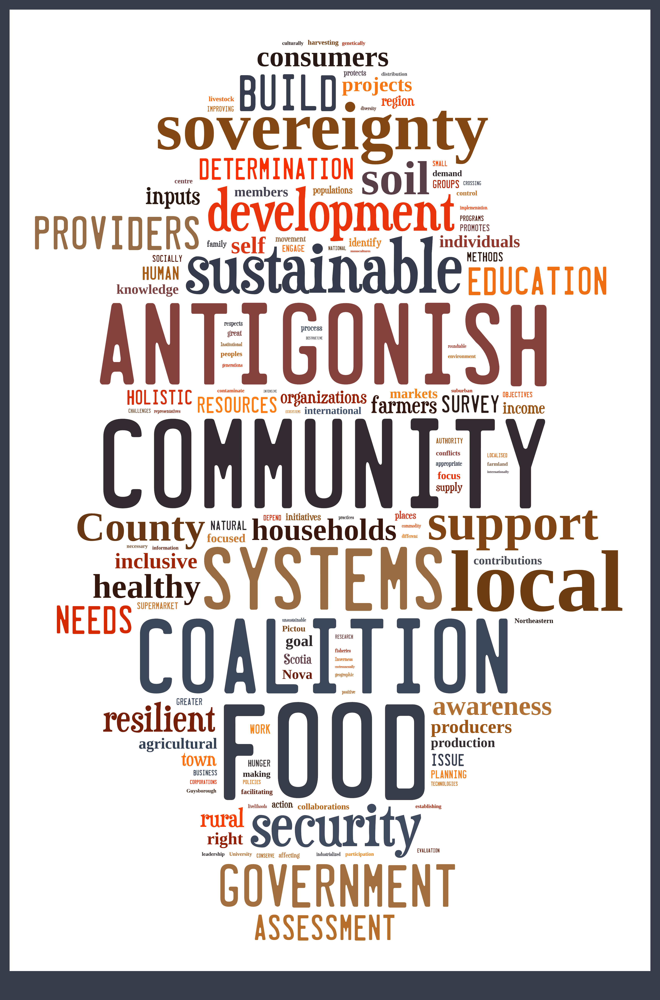 culturally harvesting genetically
consumers
BUILD protects distribution
projects
livestock region
IMPROVING diversity
sovereignty
DETERMINATION soil SMALL
demand
centre GROUPS CROSSING
inputs members populations control
development implementation
PROVIDERS PROGRAMS
PROMOTES
family self movement identify individuals
ENGAGE NATIONAL monocultures
SOCIALLY sustainable METHODS
HUMAN EDUCATION
knowledge
ANTIGONISH
respects process
great DESTRUCTIVE
Institutional roundtable
peoples environment
generations
HOLISTIC contaminate INTENSIVE organizations markets suburban OBJECTIVES
RESOURCES farmers SURVEY income
CHALLENGES representatives ECOSYSTEMS international
COMMUNITY
AUTHORITY
conflicts LOCALISED
appropriate farmland
focus internationally
supply
County DEPEND initiatives practices places support
NATURAL households commodity
focused different
necessary information
inclusive SYSTEMS contributions
healthy local
SUPERMARKET
NEEDS
COALITION Northeastern
unsustainable
Pictou
goal RESEARCH
fisheries
Scotia Inverness
environmentally
Nova geographic
positive
GREATER awareness
resilient FOOD producers
WORK
agricultural production
town HUNGER ISSUE
BUSINESS making PLANNING
CORPORATIONS POLICIES TECHNOLOGIES
Guysborough facilitating
livelihoods action collaborations establishing
rural security
right
leadership University CONSERVE affecting industrialized participation EVALUATION
GOVERNMENT
ASSESSMENT